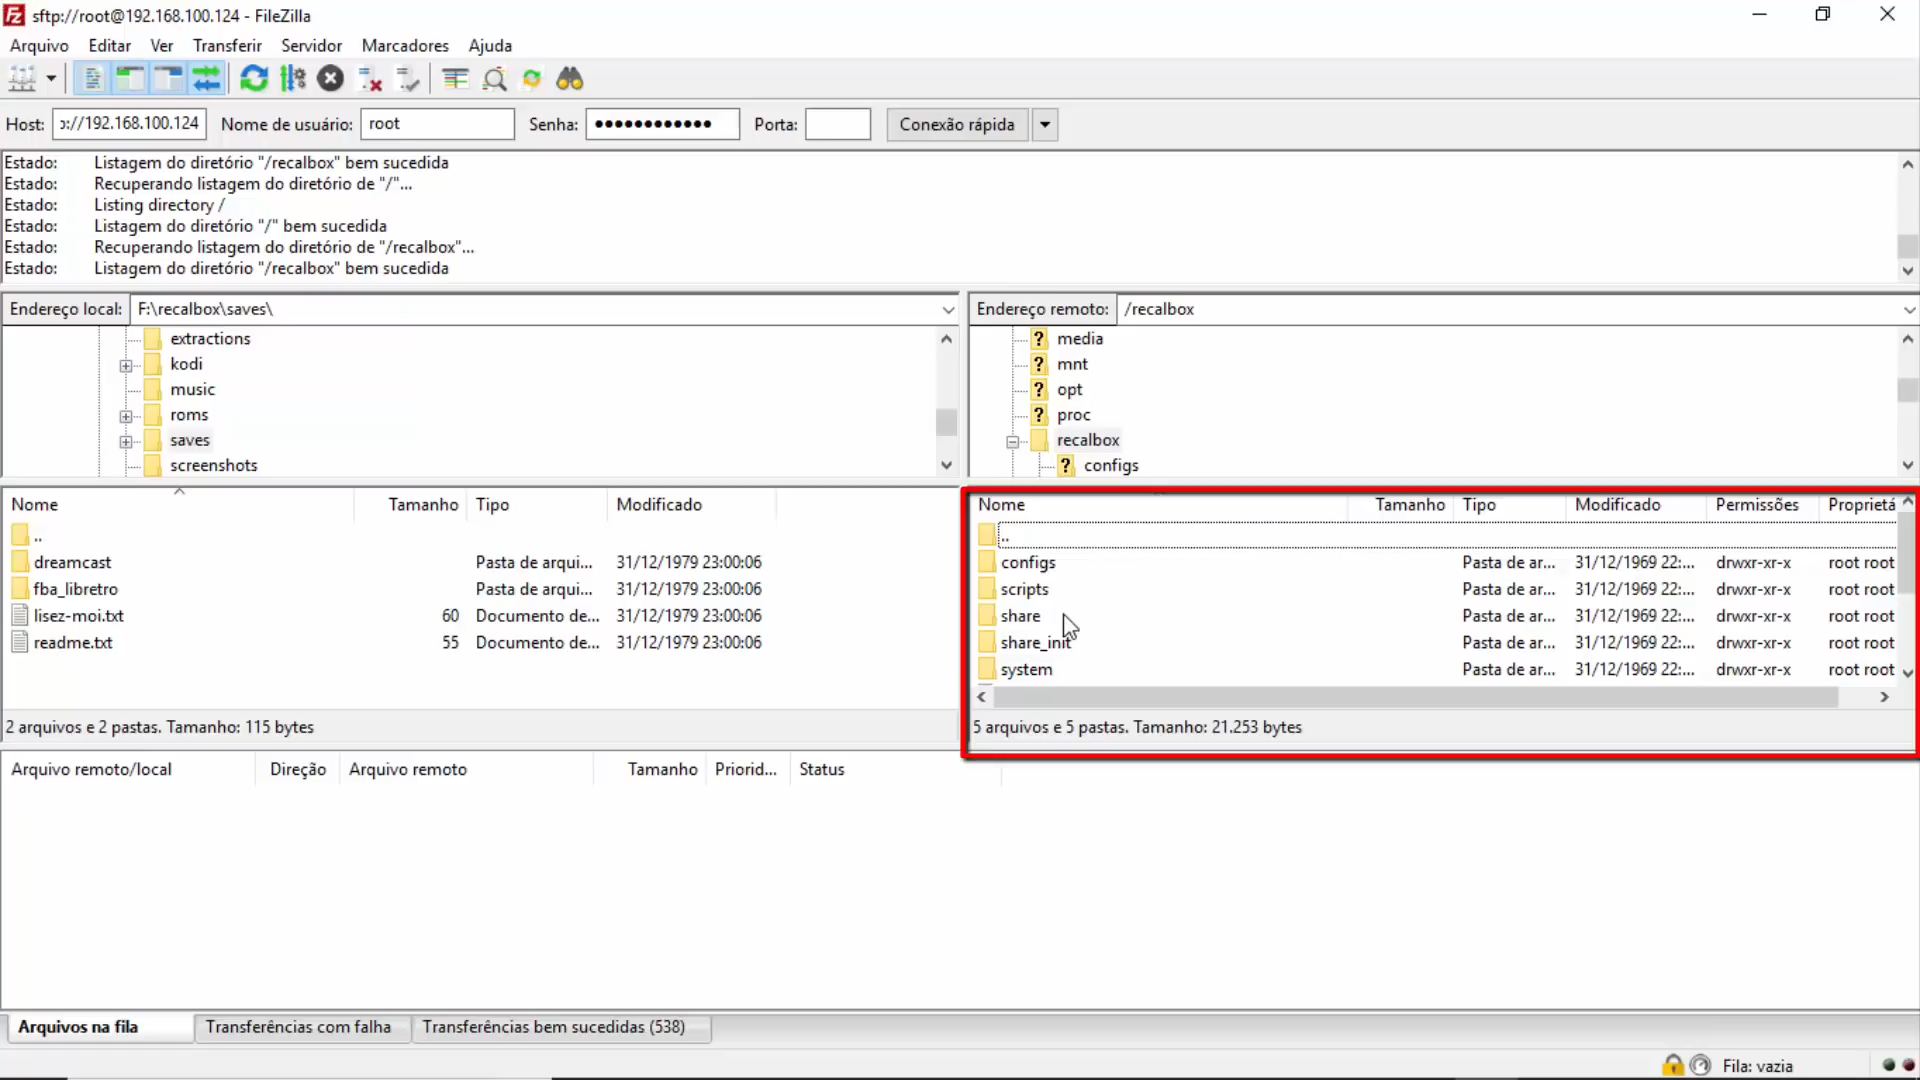 sftp://root@192.168.100.124 - FileZilla
Arquivo Editar Ver Transferir Servidor Marcadores Ajuda
Host: ://192.168.100.124 Nome de usuário: root Senha: •••••••••••• Porta: Conexão rápida
Estado: Listagem do diretório "/recalbox" bem sucedida
Estado: Recuperando listagem do diretório de "/"...
Estado: Listing directory /
Estado: Listagem do diretório "/" bem sucedida
Estado: Recuperando listagem do diretório de "/recalbox"...
Estado: Listagem do diretório "/recalbox" bem sucedida
Endereço local: F:\recalbox\saves\
extractions
kodi
music
roms
saves
screenshots
Endereço remoto: /recalbox
? media
? mnt
? opt
? proc
recalbox
? configs
Nome Tamanho Tipo Modificado
..
dreamcast Pasta de arqui... 31/12/1979 23:00:06
fba_libretro Pasta de arqui... 31/12/1979 23:00:06
lisez-moi.txt 60 Documento de... 31/12/1979 23:00:06
readme.txt 55 Documento de... 31/12/1979 23:00:06
2 arquivos e 2 pastas. Tamanho: 115 bytes
Nome Tamanho Tipo Modificado Permissões Proprietá
..
configs Pasta de ar... 31/12/1969 22:... drwxr-xr-x root root
scripts Pasta de ar... 31/12/1969 22:... drwxr-xr-x root root
share Pasta de ar... 31/12/1969 22:... drwxr-xr-x root root
share_init Pasta de ar... 31/12/1969 22:... drwxr-xr-x root root
system Pasta de ar... 31/12/1969 22:... drwxr-xr-x root root
5 arquivos e 5 pastas. Tamanho: 21.253 bytes
Arquivo remoto/local Direção Arquivo remoto Tamanho Priorid... Status
Arquivos na fila Transferências com falha Transferências bem sucedidas (538)
Fila: vazia